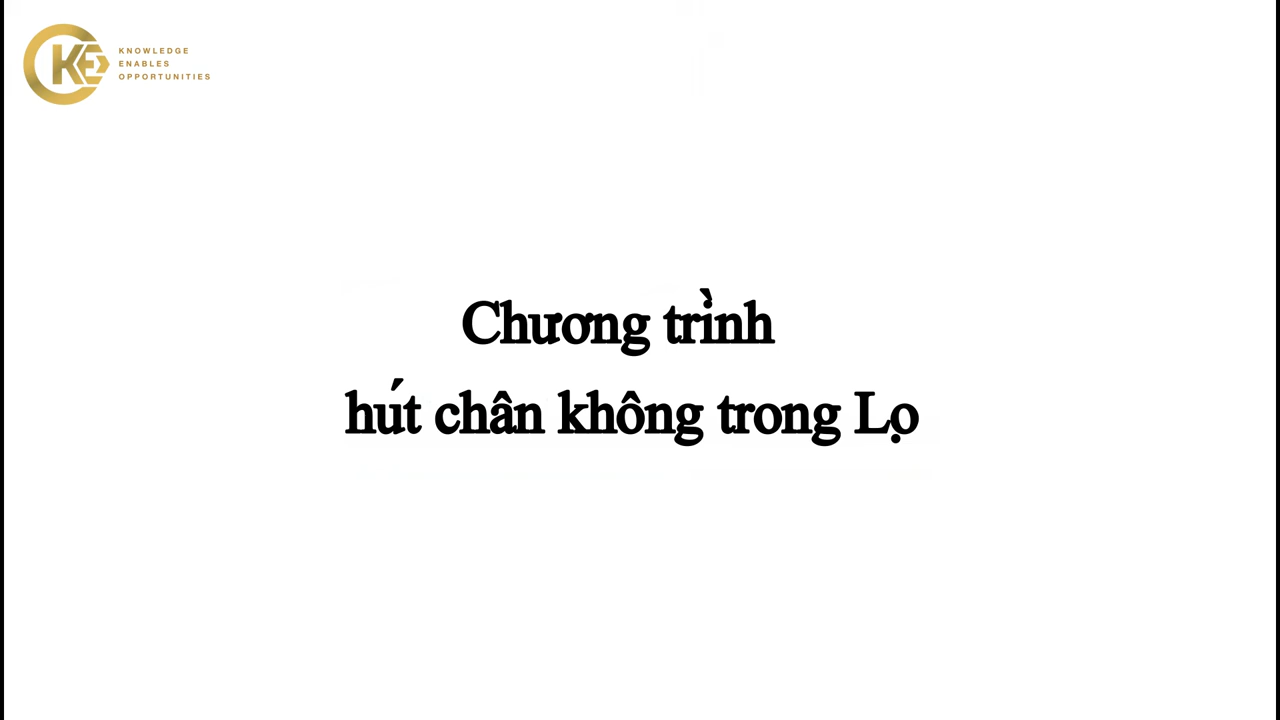 KNOWLEDGE
ENABLES
OPPORTUNITIES
Chương trình
hút chân không trong Lọ